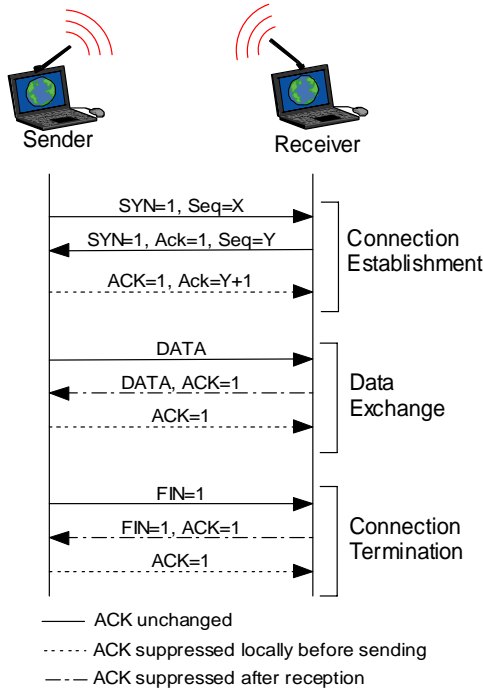 Sender
Receiver
SYN=1, Seq=X
SYN=1, Ack=1, Seq=Y
ACK=1, Ack=Y+1
Connection
Establishment
DATA
DATA, ACK=1
ACK=1
Data
Exchange
FIN=1
FIN=1, ACK=1
ACK=1
Connection
Termination
ACK unchanged
ACK suppressed locally before sending
ACK suppressed after reception